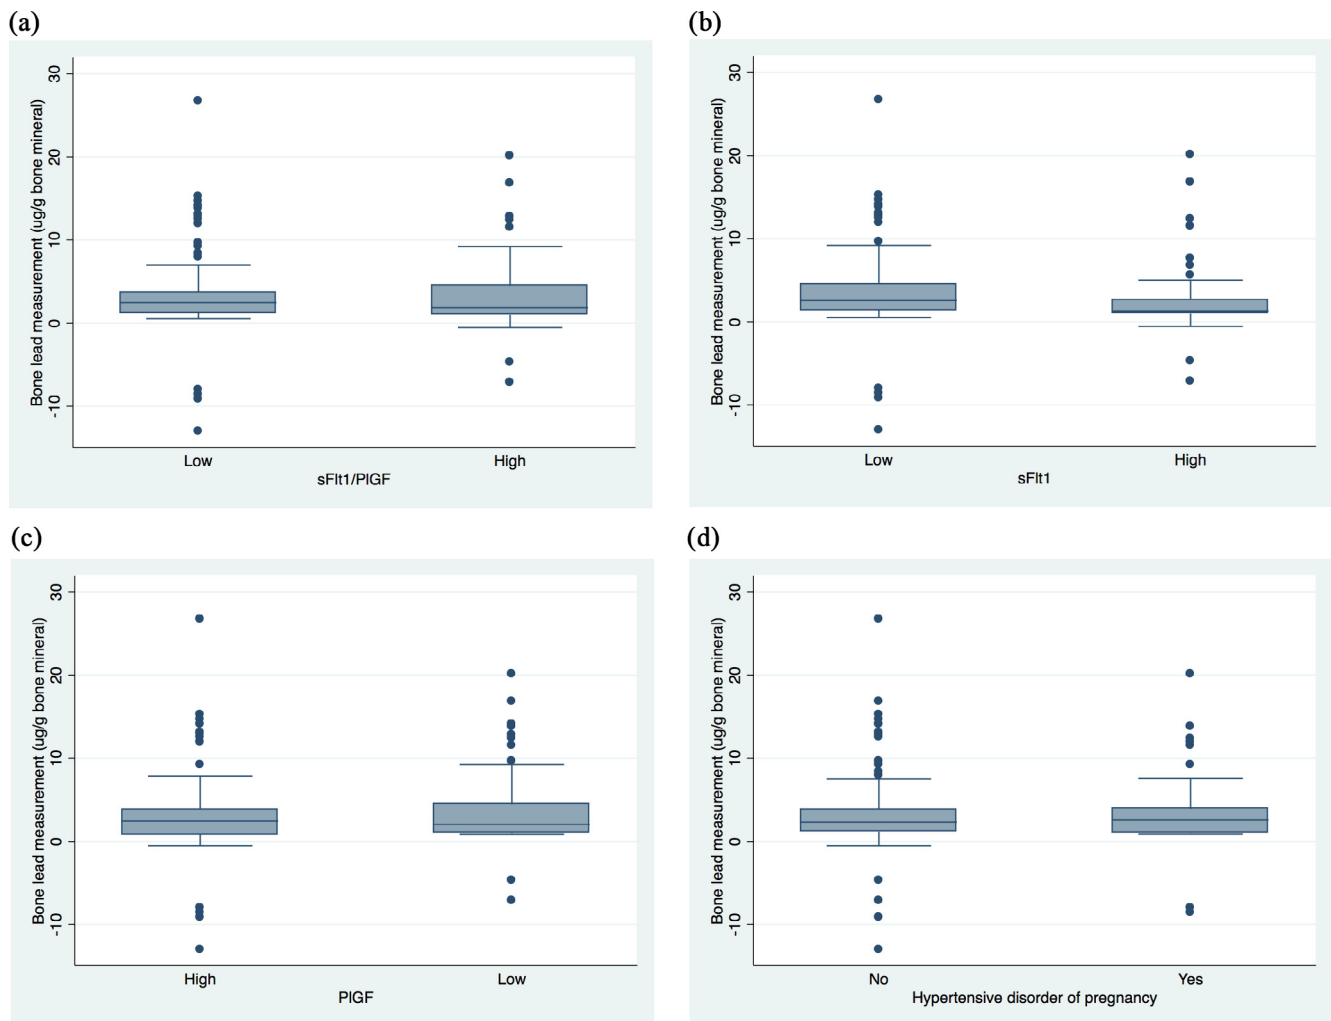 (a)
Bone lead measurement (ug/g bone mineral)
30
20
10
0
-10
Low High
sFlt1/PlGF
(b)
Bone lead measurement (ug/g bone mineral)
30
20
10
0
-10
Low High
sFlt1
(c)
Bone lead measurement (ug/g bone mineral)
30
20
10
0
-10
High Low
PlGF
(d)
Bone lead measurement (ug/g bone mineral)
30
20
10
0
-10
No Yes
Hypertensive disorder of pregnancy